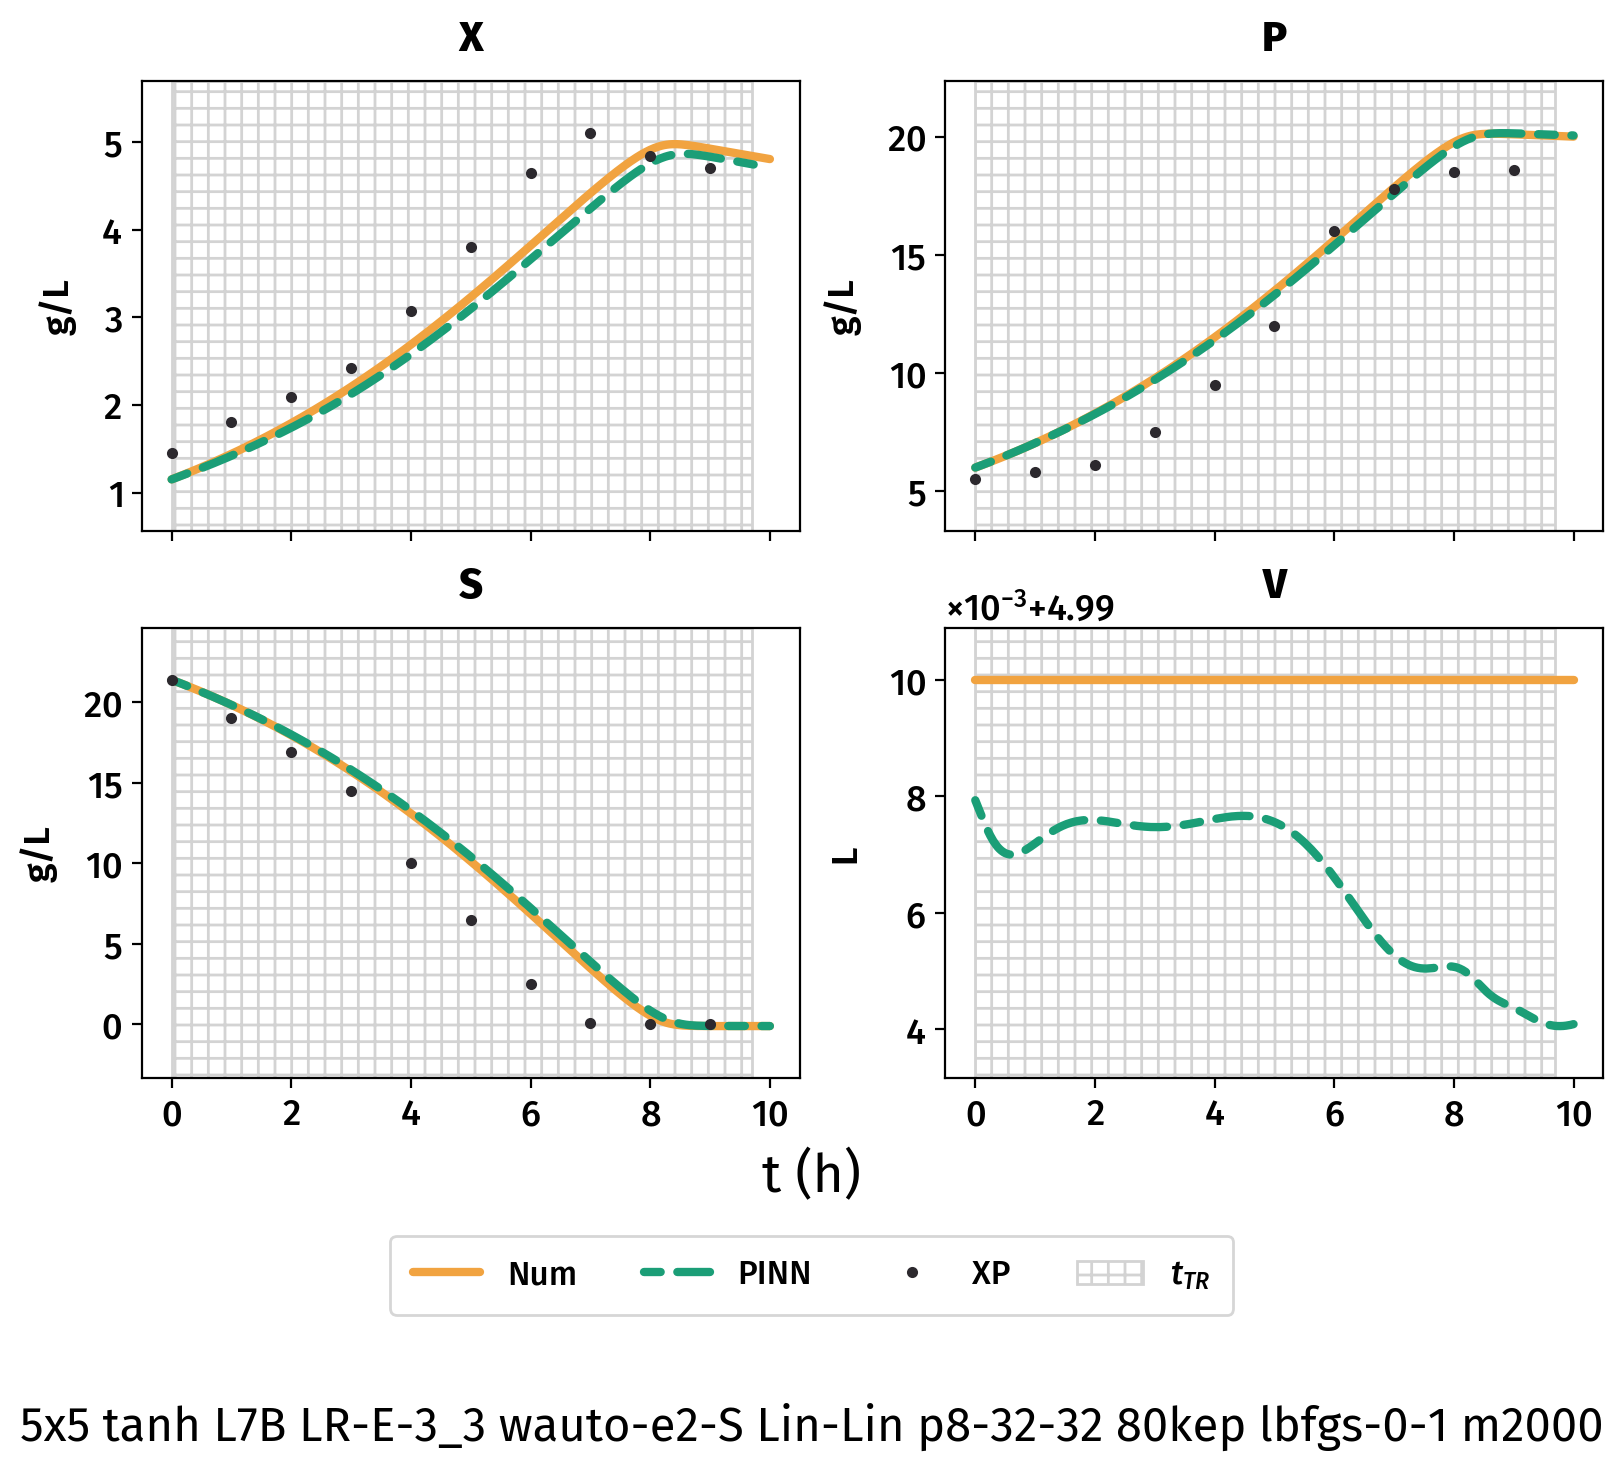 X
P
5
4
3
2
1
g/L
20
15
10
5
g/L
S
V
×10⁻³+4.99
20
15
10
5
0
g/L
10
8
6
4
L
0 2 4 6 8 10
0 2 4 6 8 10
t (h)
Num PINN XP t_TR
5x5 tanh L7B LR-E-3_3 wauto-e2-S Lin-Lin p8-32-32 80kep lbfgs-0-1 m2000